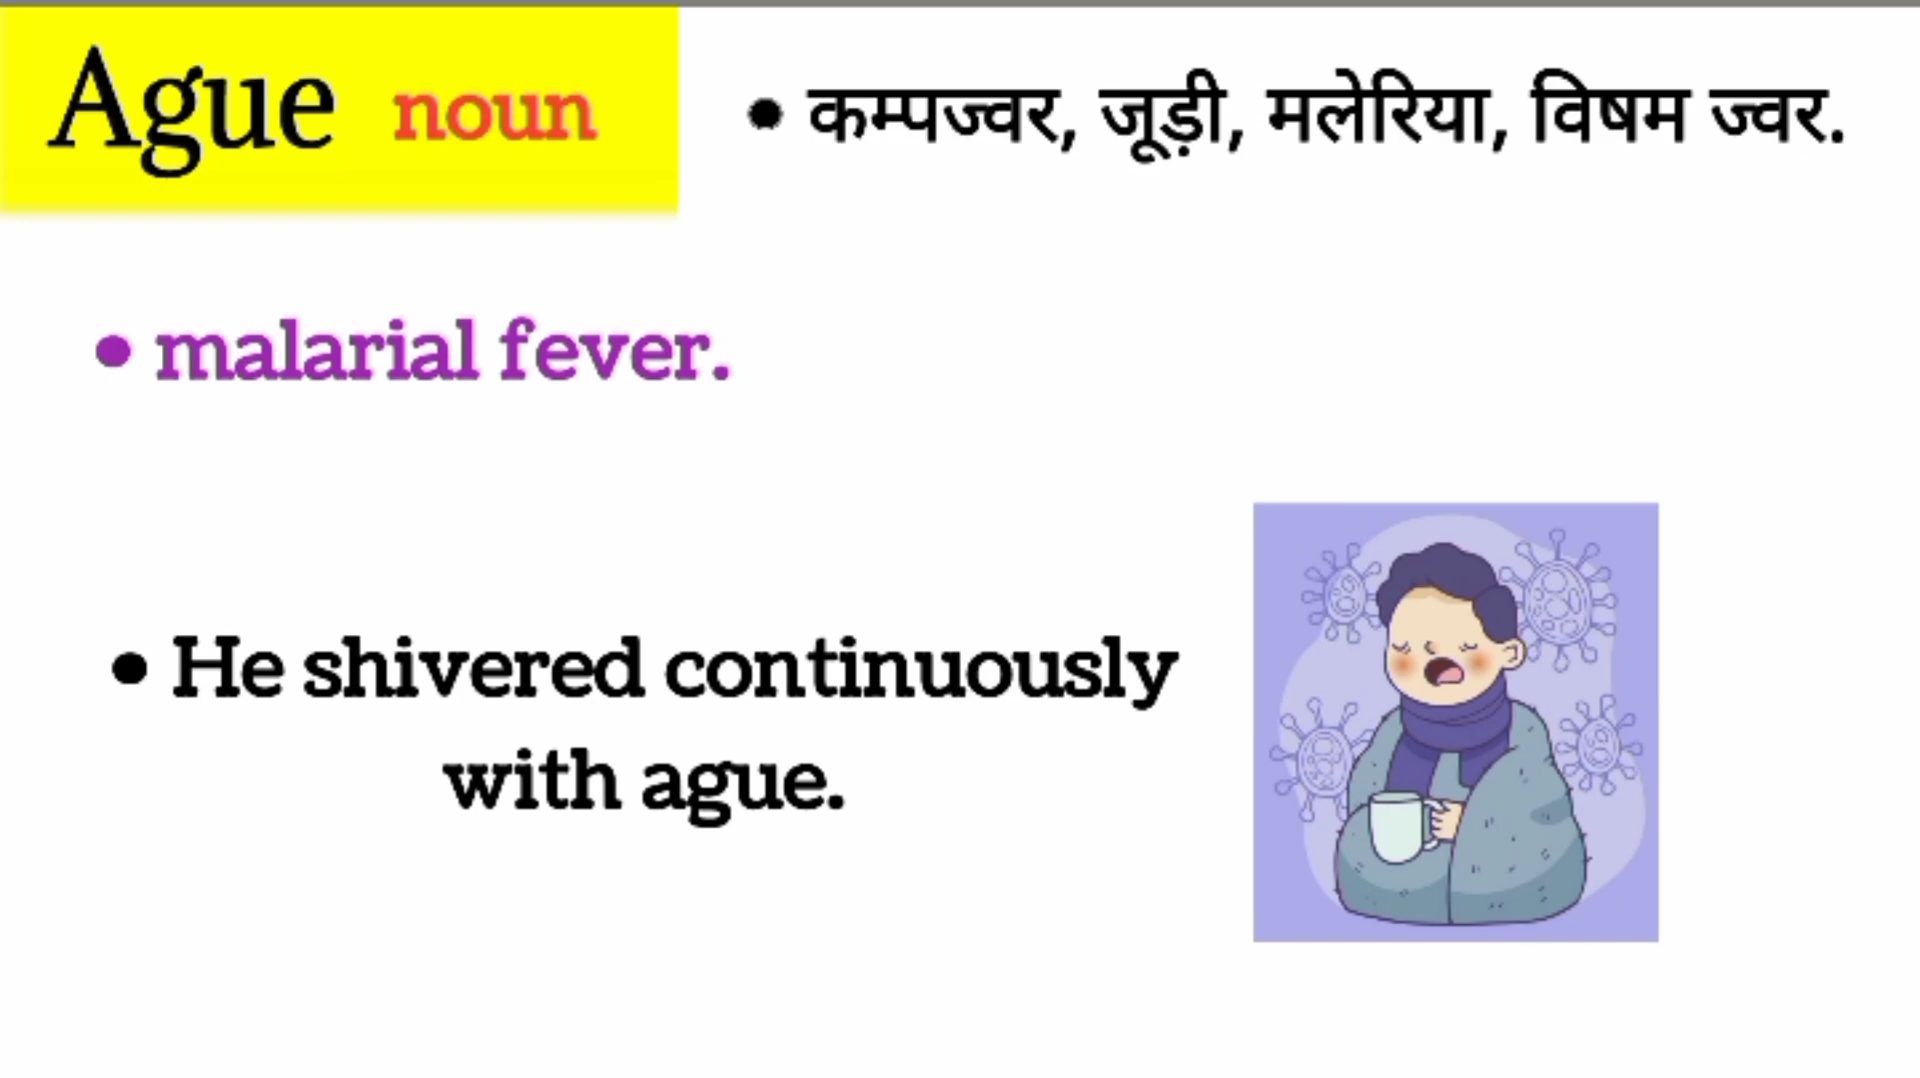 Ague noun
• कम्पज्वर, जूड़ी, मलेरिया, विषम ज्वर.
• malarial fever.
• He shivered continuously
with ague.